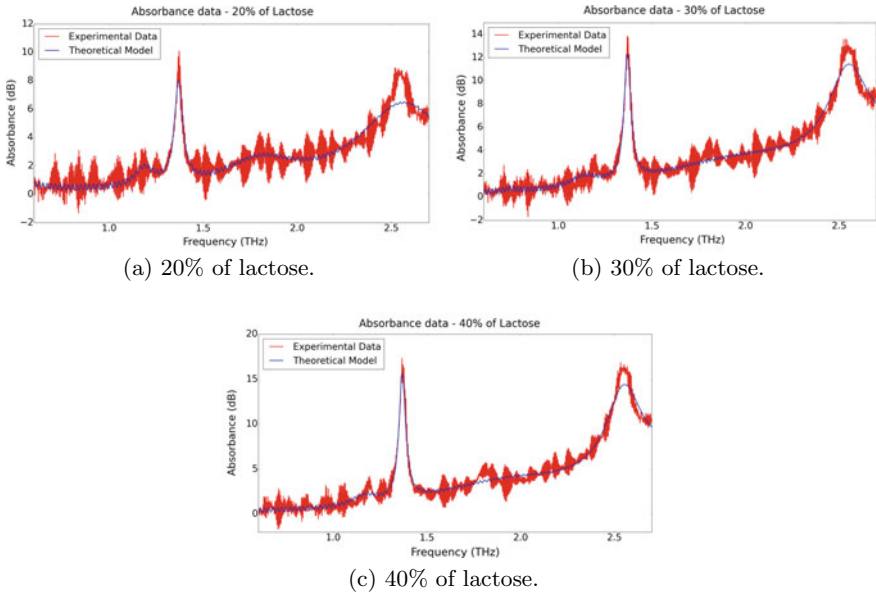 Absorbance data - 20% of Lactose
Experimental Data
Theoretical Model
Absorbance (dB)
12
10
8
6
4
2
0
−2
1.0
1.5
2.0
2.5
Frequency (THz)
(a) 20% of lactose.
Absorbance data - 30% of Lactose
Experimental Data
Theoretical Model
Absorbance (dB)
14
12
10
8
6
4
2
0
−2
1.0
1.5
2.0
2.5
Frequency (THz)
(b) 30% of lactose.
Absorbance data - 40% of Lactose
Experimental Data
Theoretical Model
Absorbance (dB)
20
15
10
5
0
1.0
1.5
2.0
2.5
Frequency (THz)
(c) 40% of lactose.